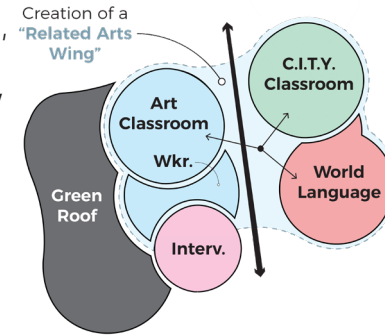 Creation of a
“Related Arts
Wing”
C.I.T.Y.
Classroom
Art
Classroom
Wkr.
World
Language
Green
Roof
Interv.